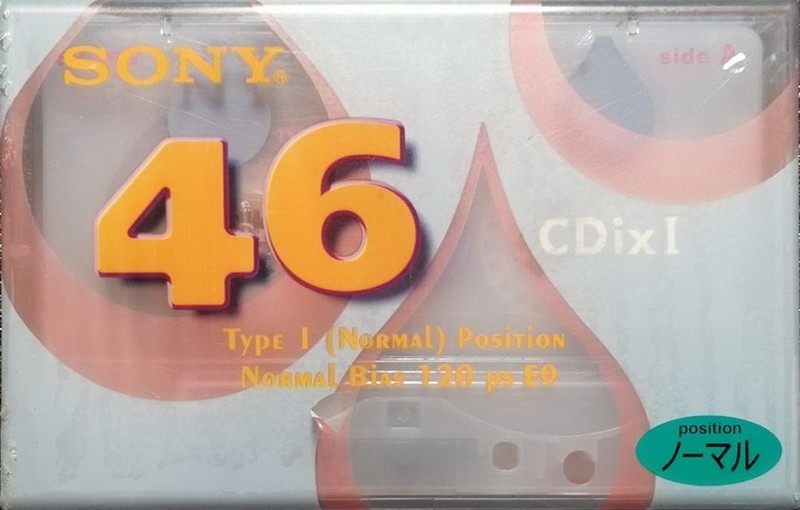 SONY®
side A
46
CDixI
Type I (Normal) Position
Normal Bias 120 µs EQ
position
ノーマル